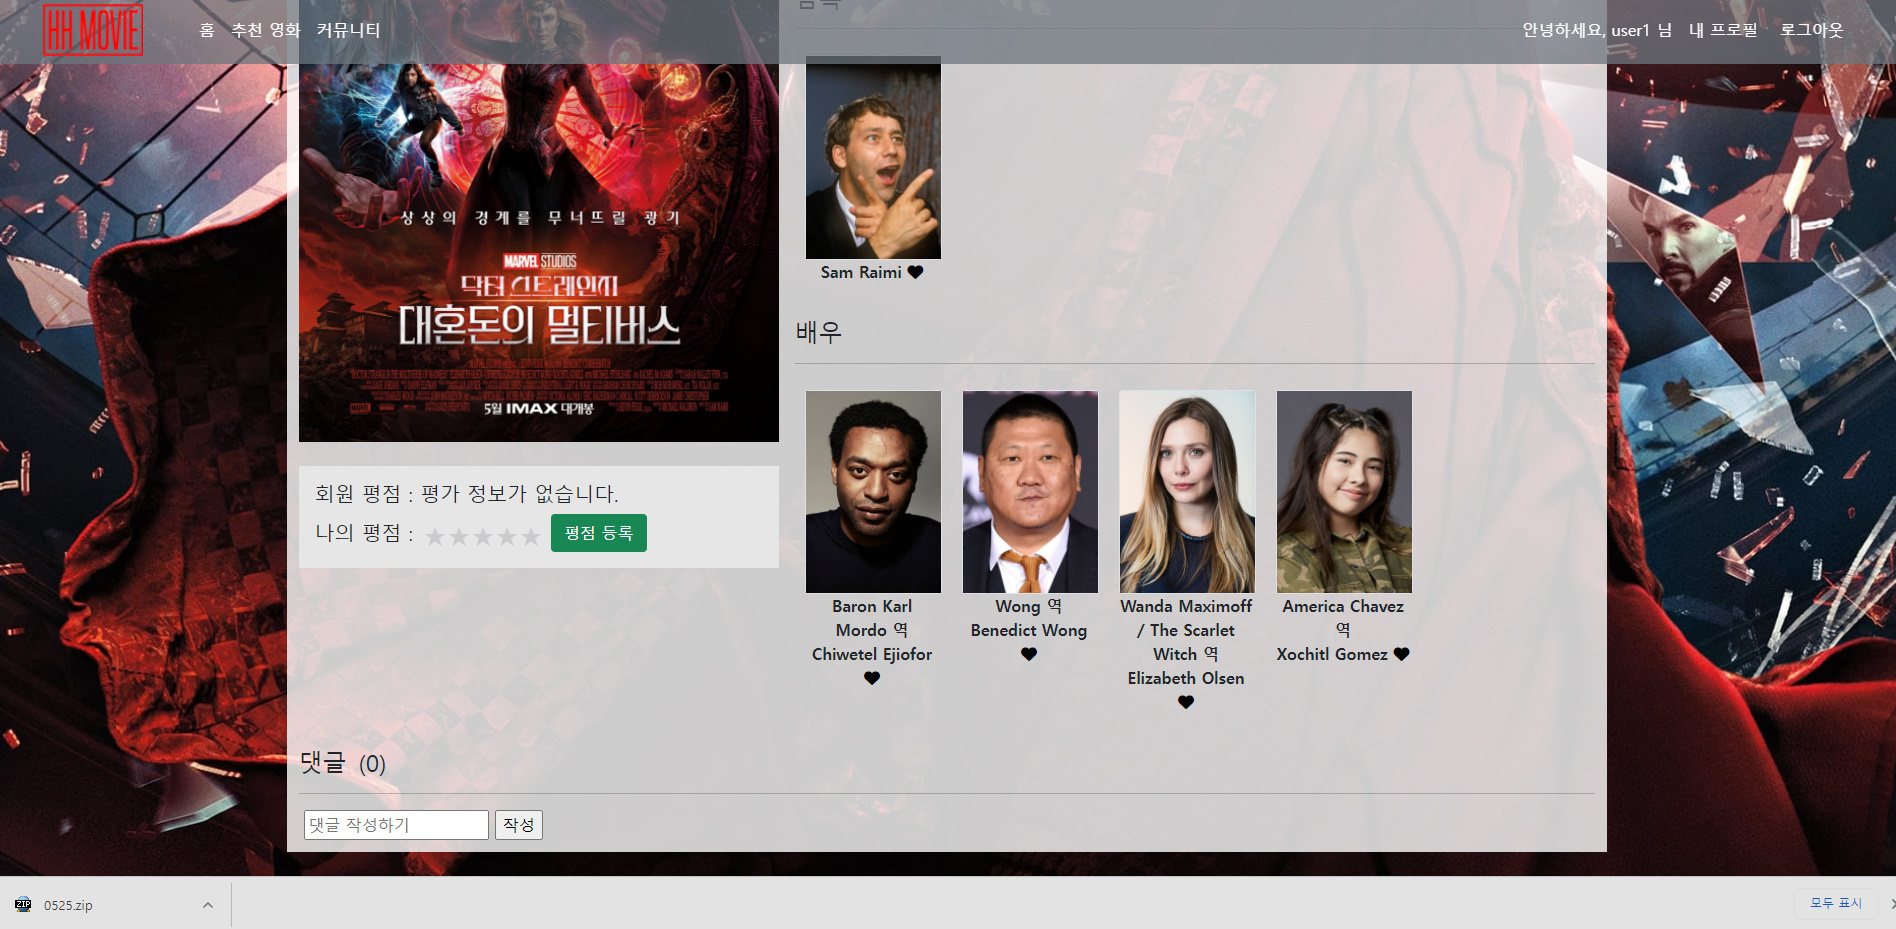 HH MOVIE
홈 추천 영화 커뮤니티
안녕하세요, user1 님 내 프로필 로그아웃
상상의 경계를 무너뜨릴 광기
MARVEL STUDIOS
닥터 스트레인지
대혼돈의 멀티버스
5월 IMAX 대개봉
회원 평점 : 평가 정보가 없습니다.
나의 평점 : ★★★★★ 평점 등록
Sam Raimi ♥
배우
Baron Karl
Mordo 역
Chiwetel Ejiofor
♥
Wong 역
Benedict Wong
♥
Wanda Maximoff
/ The Scarlet
Witch 역
Elizabeth Olsen
♥
America Chavez
역
Xochitl Gomez ♥
댓글 (0)
댓글 작성하기 작성
ZIP 0525.zip
모두 표시